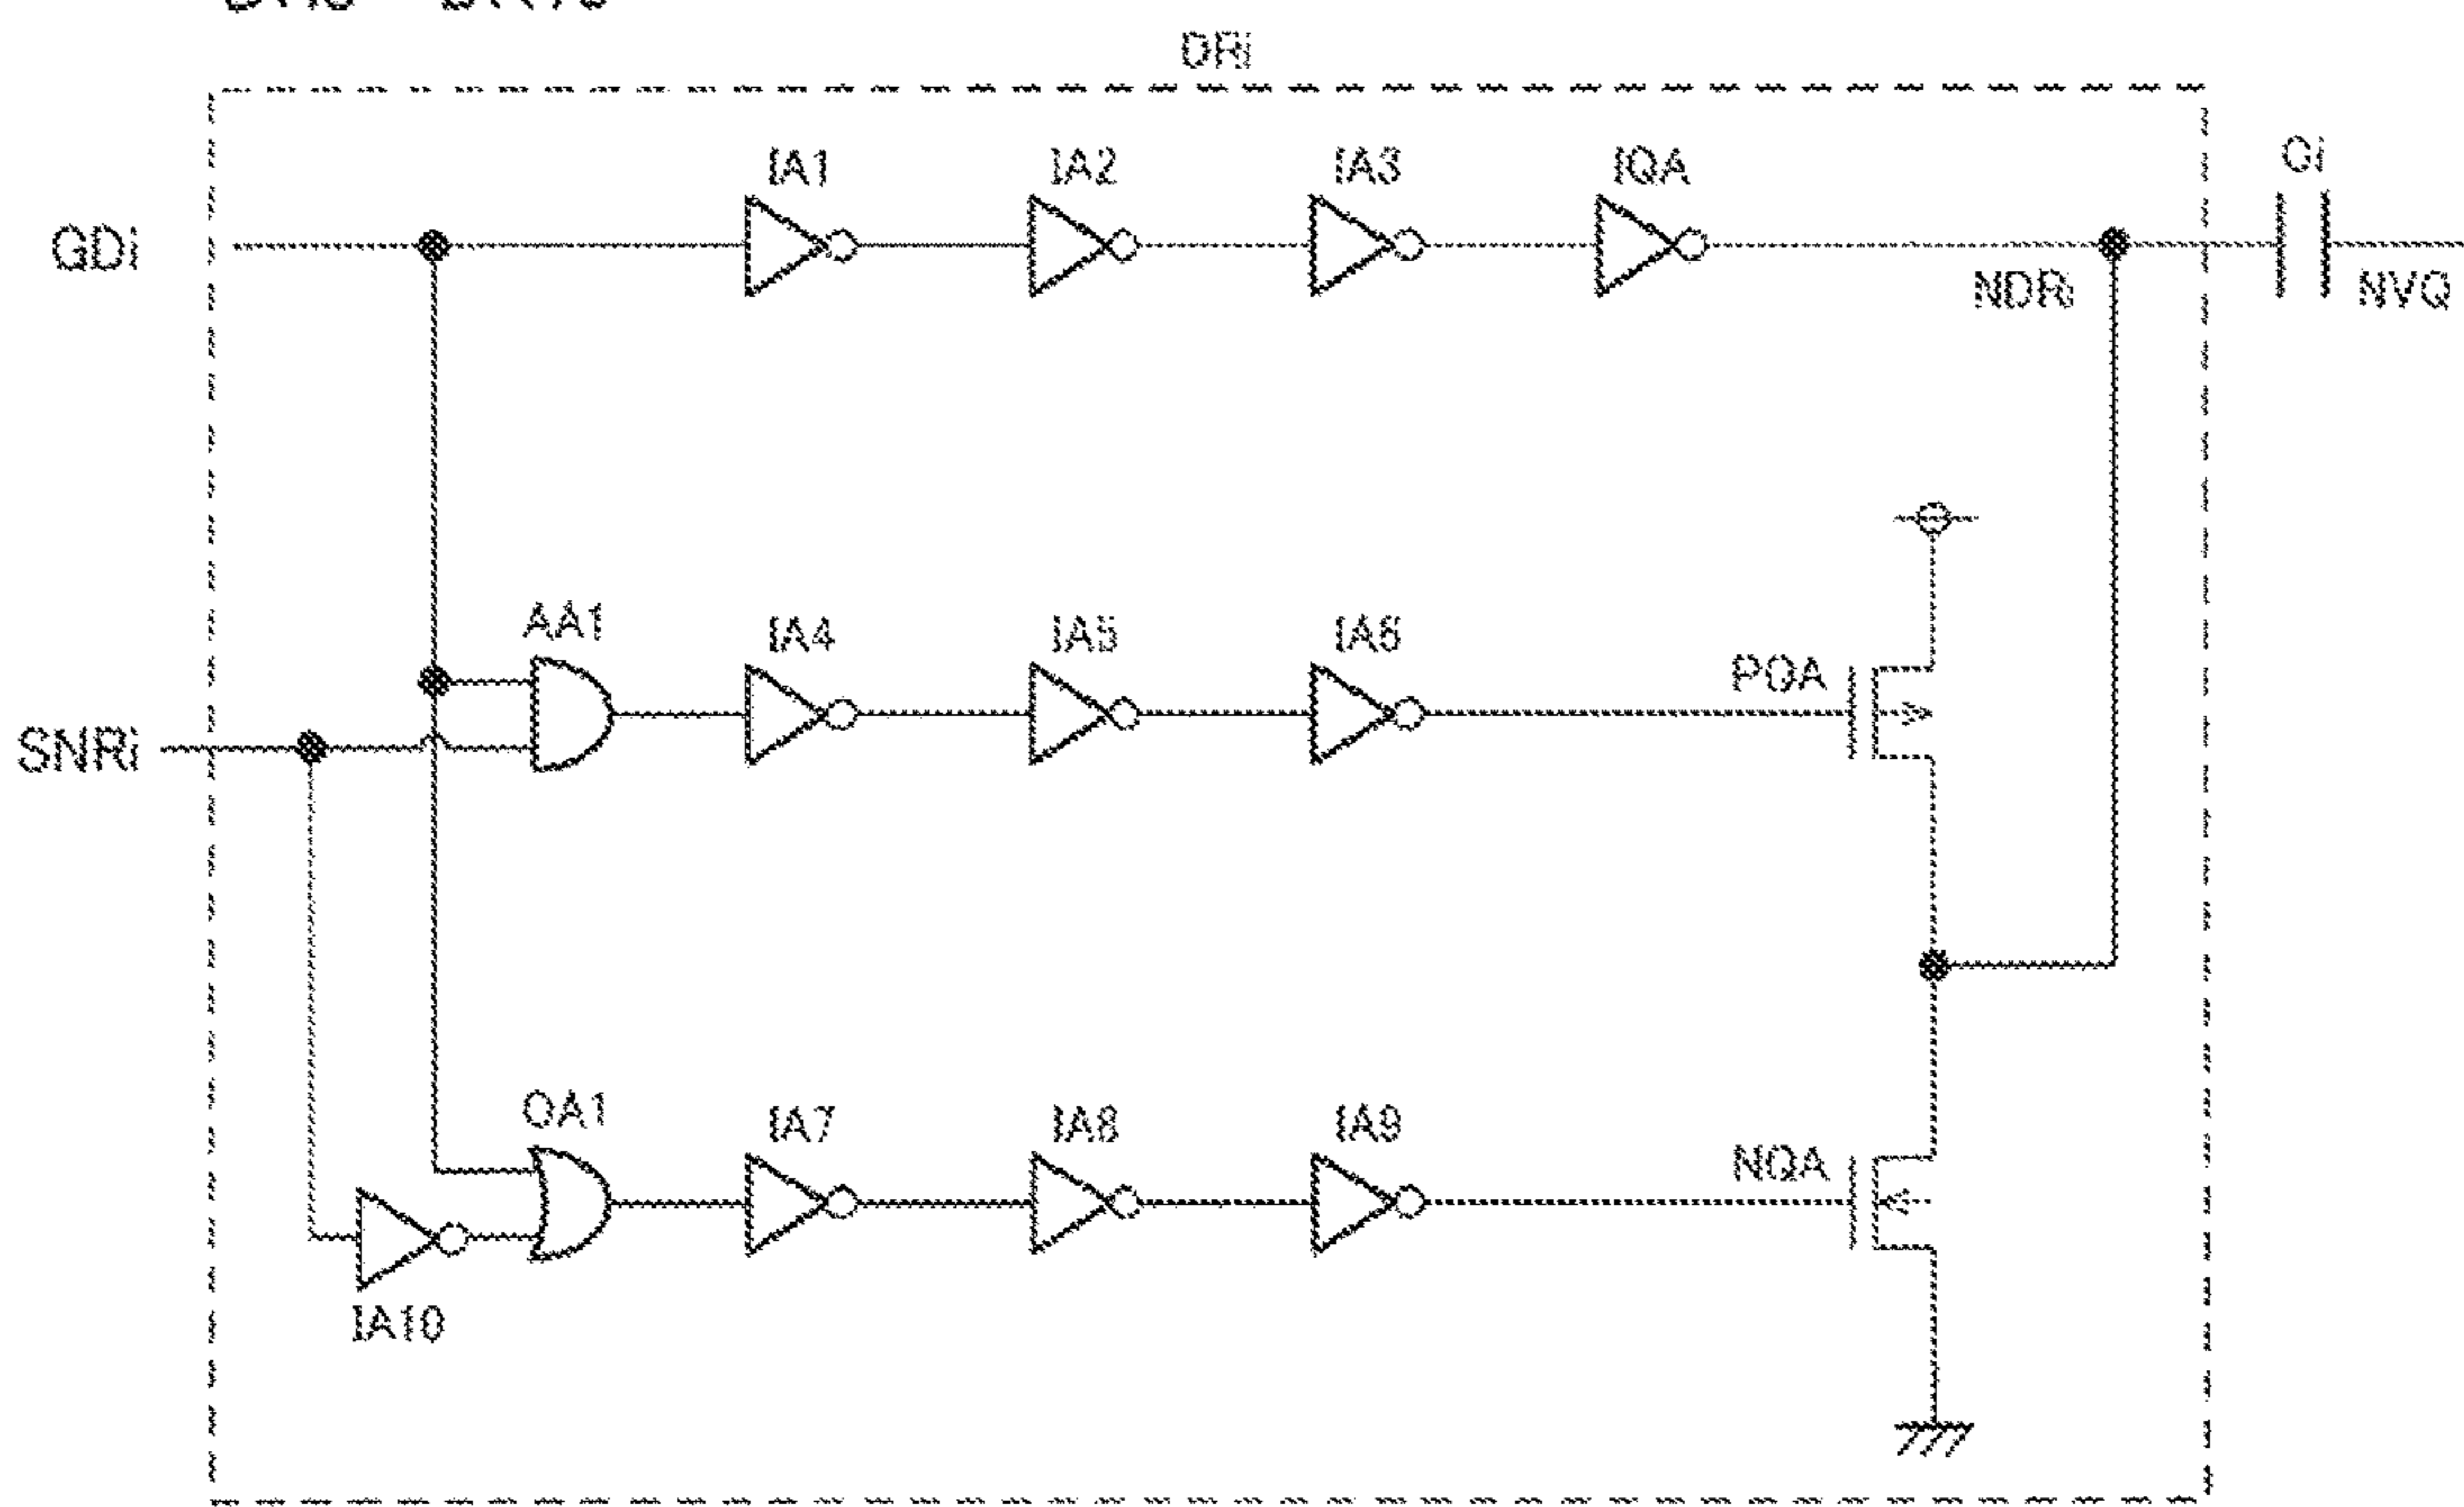 DRi
IA1 IA2 IA3 IQA Ci
GDi
NDRi NVQ
AA1 IA4 IA5 IA6
PQA
SNRi
OA1 IA7 IA8 IA9
NQA
IA10